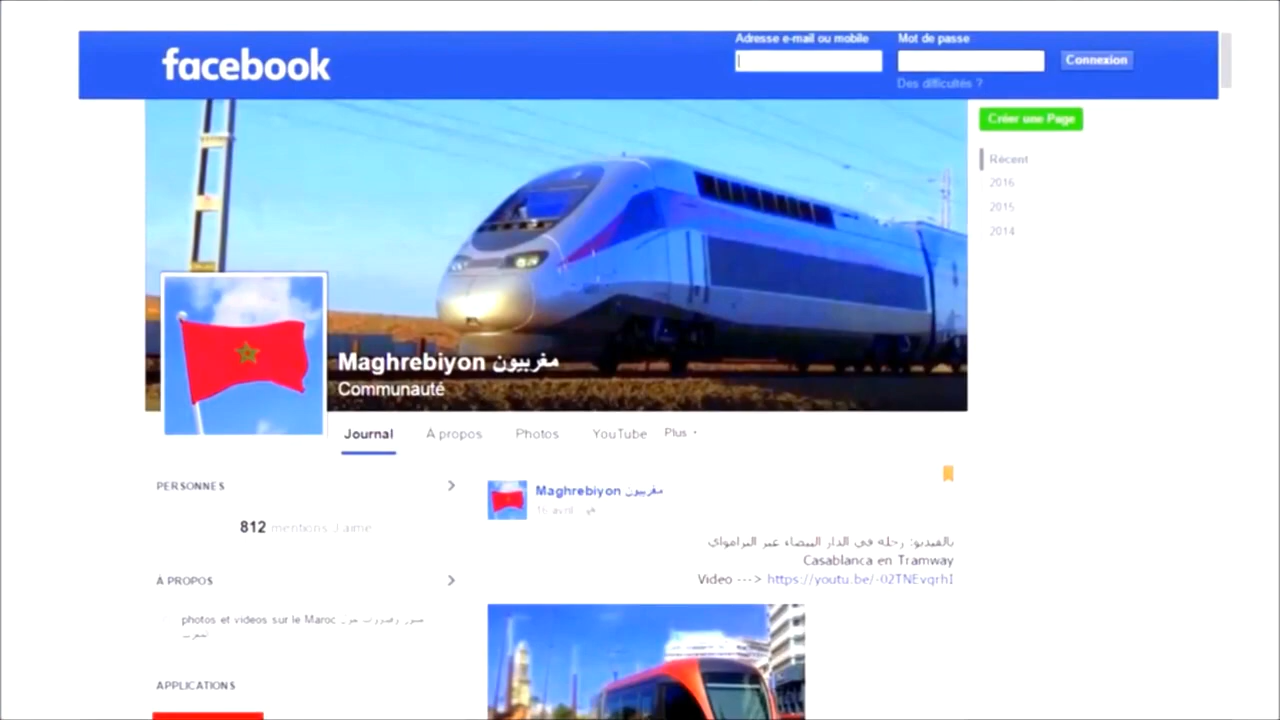 facebook
Adresse e-mail ou mobile
Mot de passe
Connexion
Des difficultés ?
Créer une Page
Récent
2016
2015
2014
Maghrebiyon مغربيون
Communauté
Journal
À propos
Photos
YouTube
Plus
PERSONNES
812 mentions J'aime
À PROPOS
photos et videos sur le Maroc
APPLICATIONS
Maghrebiyon مغربيون
16 avril
بالفيديو: رحلة في الدار البيضاء عبر الترامواي
Casablanca en Tramway
Video ---> https://youtu.be/-02TNEvqrhI